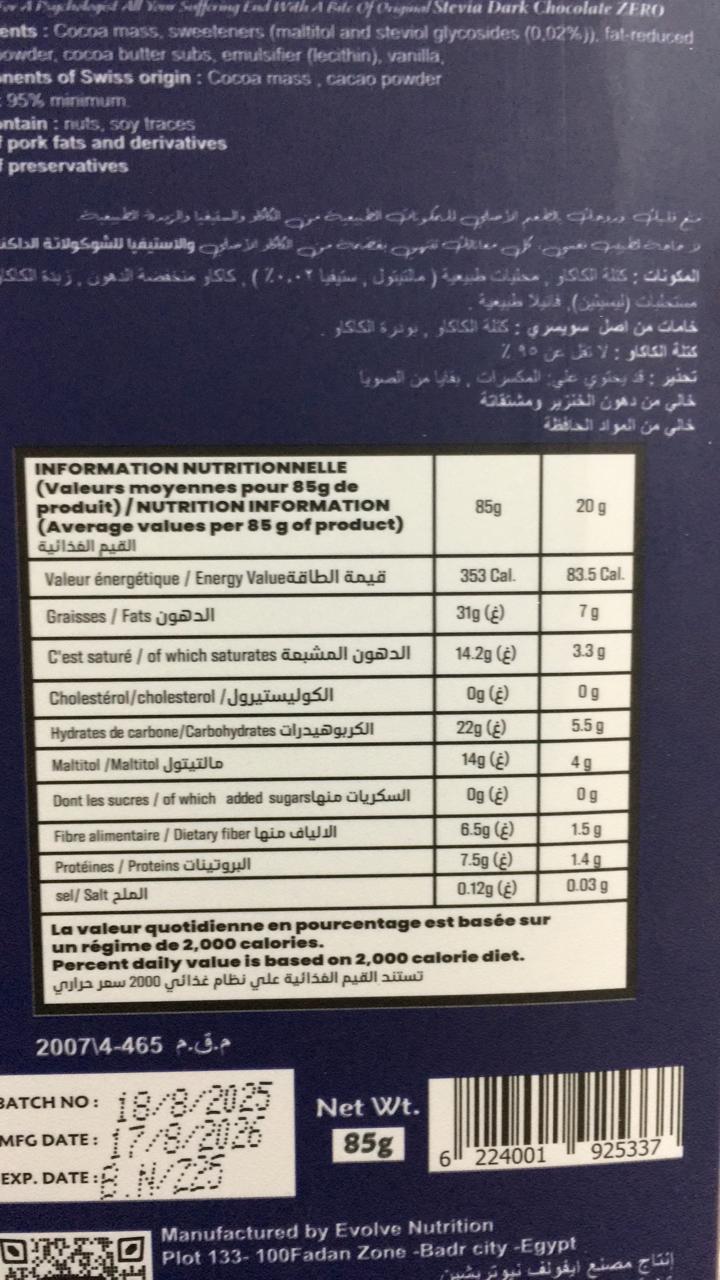 For A Psychologist All Your Suffering End With A Bite Of Original Stevia Dark Chocolate ZERO
ents : Cocoa mass, sweeteners (maltitol and steviol glycosides (0,02%)), fat-reduced
powder, cocoa butter subs, emulsifier (lecithin), vanilla,
nents of Swiss origin : Cocoa mass , cacao powder
: 95% minimum.
ontain : nuts, soy traces
f pork fats and derivatives
f preservatives
المكونات : كتلة الكاكاو , محليات طبيعية ( مالتيتول , ستيفيا ٠.٠٢٪ ) , كاكاو منخفضة الدهون , زبدة الكاكاو
مستحلبات (ليسيثين), فانيلا طبيعية .
خامات من أصل سويسري : كتلة الكاكاو , بودرة الكاكاو .
كتلة الكاكاو : لا تقل عن ٩٥ ٪
تحذير : قد يحتوي علي: المكسرات , بقايا من الصويا
خالي من دهون الخنزير ومشتقاتة
خالي من المواد الحافظة
INFORMATION NUTRITIONNELLE
(Valeurs moyennes pour 85g de
produit) / NUTRITION INFORMATION
(Average values per 85 g of product)
القيم الغذائية
85g
20 g
Valeur énergétique / Energy Value قيمة الطاقة 353 Cal. 83.5 Cal.
Graisses / Fats الدهون 31g (غ) 7 g
C'est saturé / of which saturates الدهون المشبعة 14.2g (غ) 3.3 g
Cholestérol/cholesterol /الكوليستيرول 0g (غ) 0 g
Hydrates de carbone/Carbohydrates الكربوهيدرات 22g (غ) 5.5 g
Maltitol /Maltitol مالتيتول 14g (غ) 4 g
Dont les sucres / of which added sugars السكريات منها 0g (غ) 0 g
Fibre alimentaire / Dietary fiber الالياف منها 6.5g (غ) 1.5 g
Protéines / Proteins البروتينات 7.5g (غ) 1.4 g
sel/ Salt الملح 0.12g (غ) 0.03 g
La valeur quotidienne en pourcentage est basée sur
un régime de 2,000 calories.
Percent daily value is based on 2,000 calorie diet.
تستند القيم الغذائية علي نظام غذائي 2000 سعر حراري
م.ق.م 465-4\2007
BATCH NO : 18/8/2025
MFG DATE : 17/8/2026
EXP. DATE : B.N/225
Net Wt.
85g
6 224001 925337
Manufactured by Evolve Nutrition
Plot 133- 100Fadan Zone -Badr city -Egypt
إنتاج مصنع ايفولف نيوتريشين